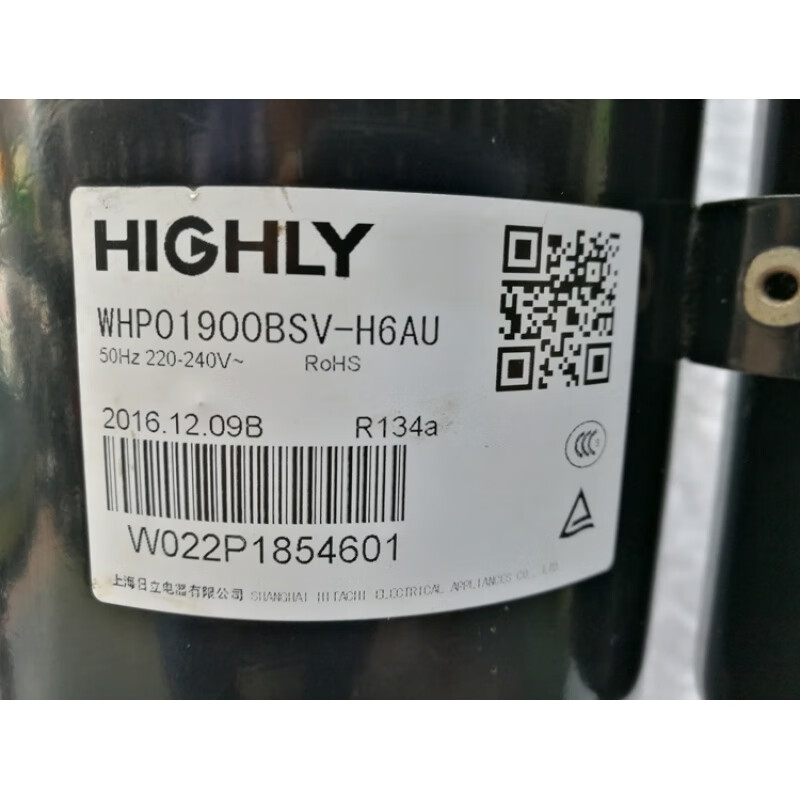 HIGHLY
WHP01900BSV-H6AU
50Hz 220-240V~ RoHS
2016.12.09B R134a
W022P1854601
上海日立电器有限公司 SHANGHAI HITACHI ELECTRICAL APPLIANCES CO., LTD